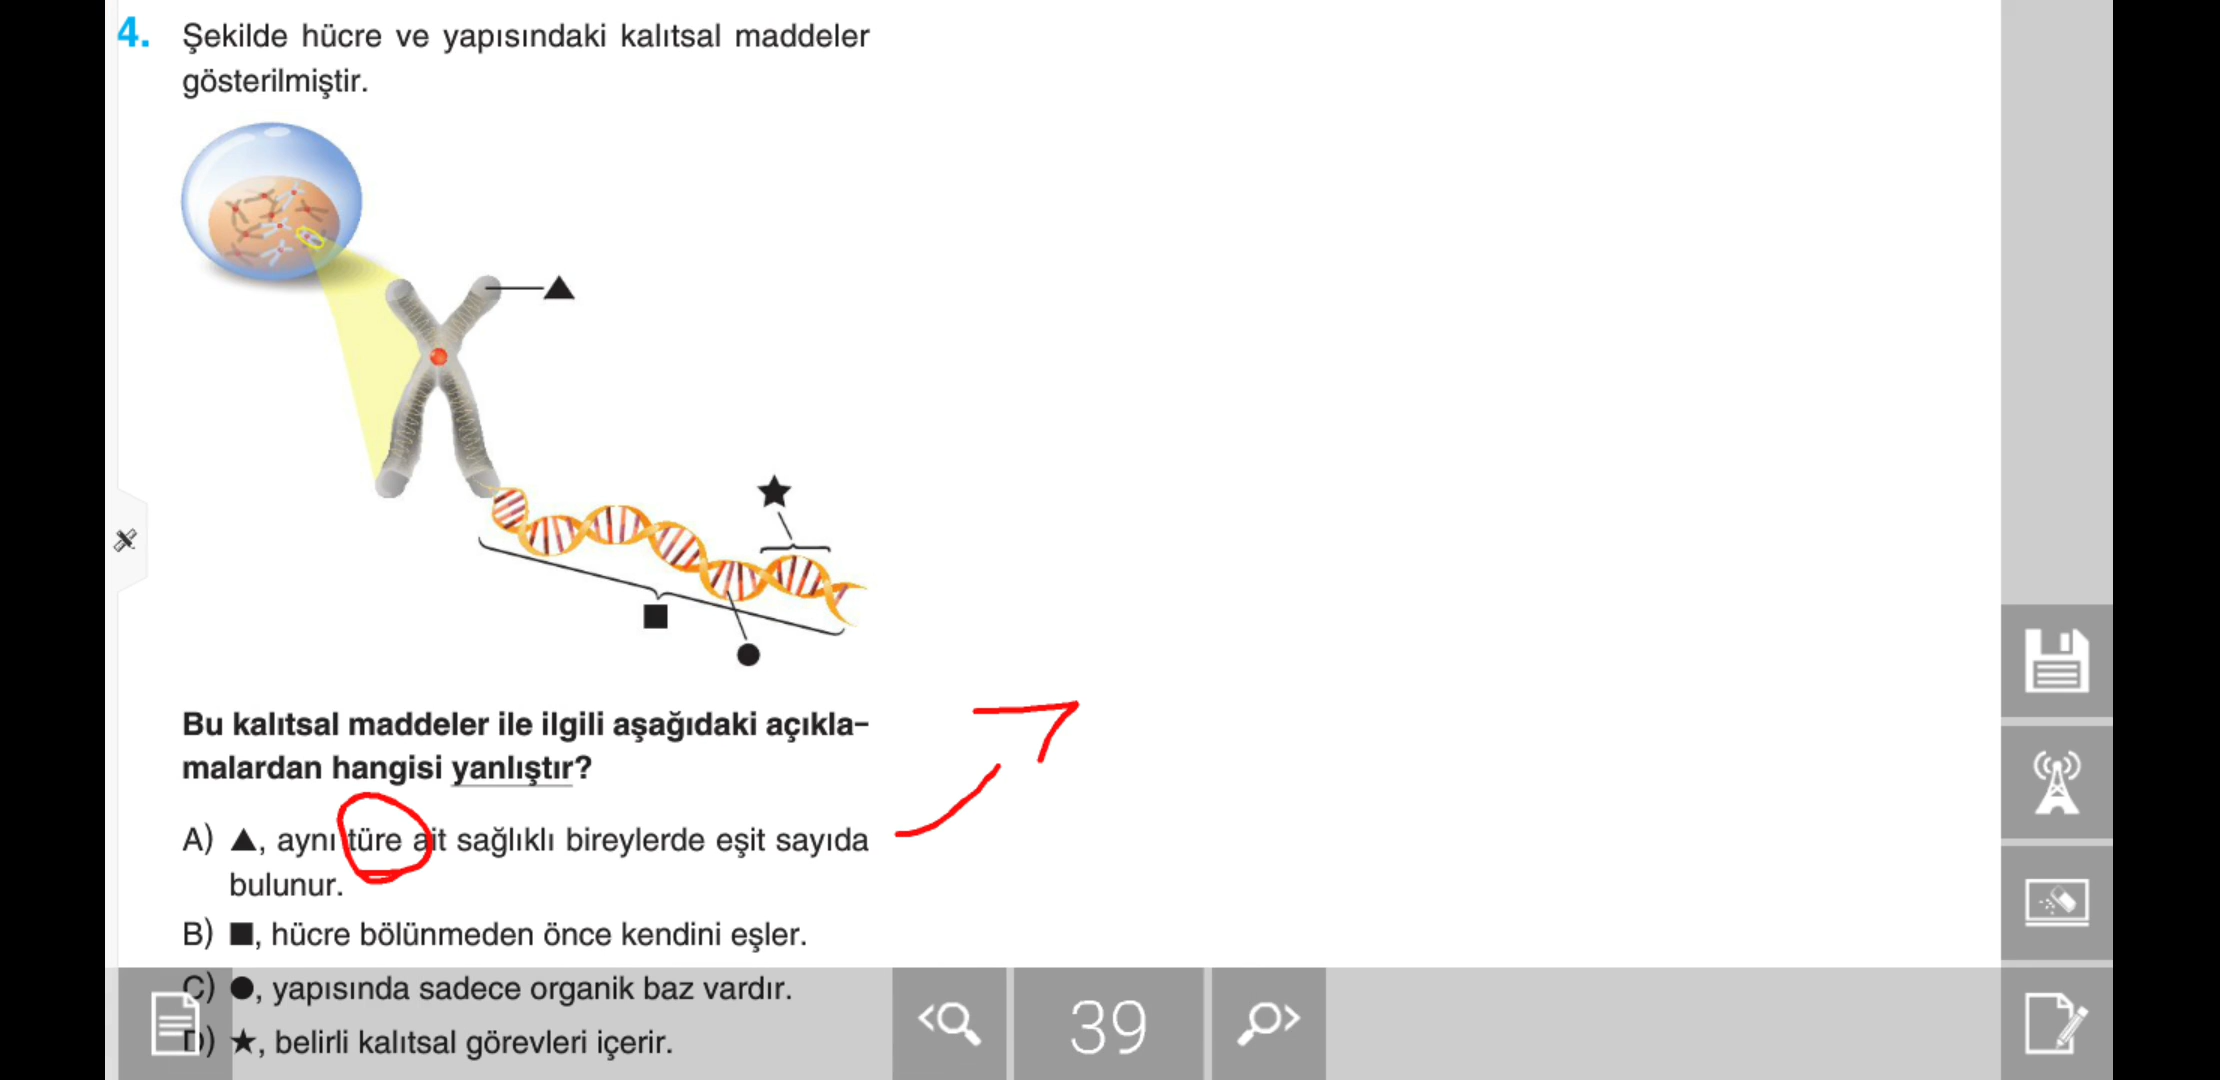 4. Şekilde hücre ve yapısındaki kalıtsal maddeler
gösterilmiştir.
Bu kalıtsal maddeler ile ilgili aşağıdaki açıkla-
malardan hangisi yanlıştır?
A) ▲, aynı türe ait sağlıklı bireylerde eşit sayıda
bulunur.
B) ■, hücre bölünmeden önce kendini eşler.
C) ●, yapısında sadece organik baz vardır.
D) ★, belirli kalıtsal görevleri içerir.
39